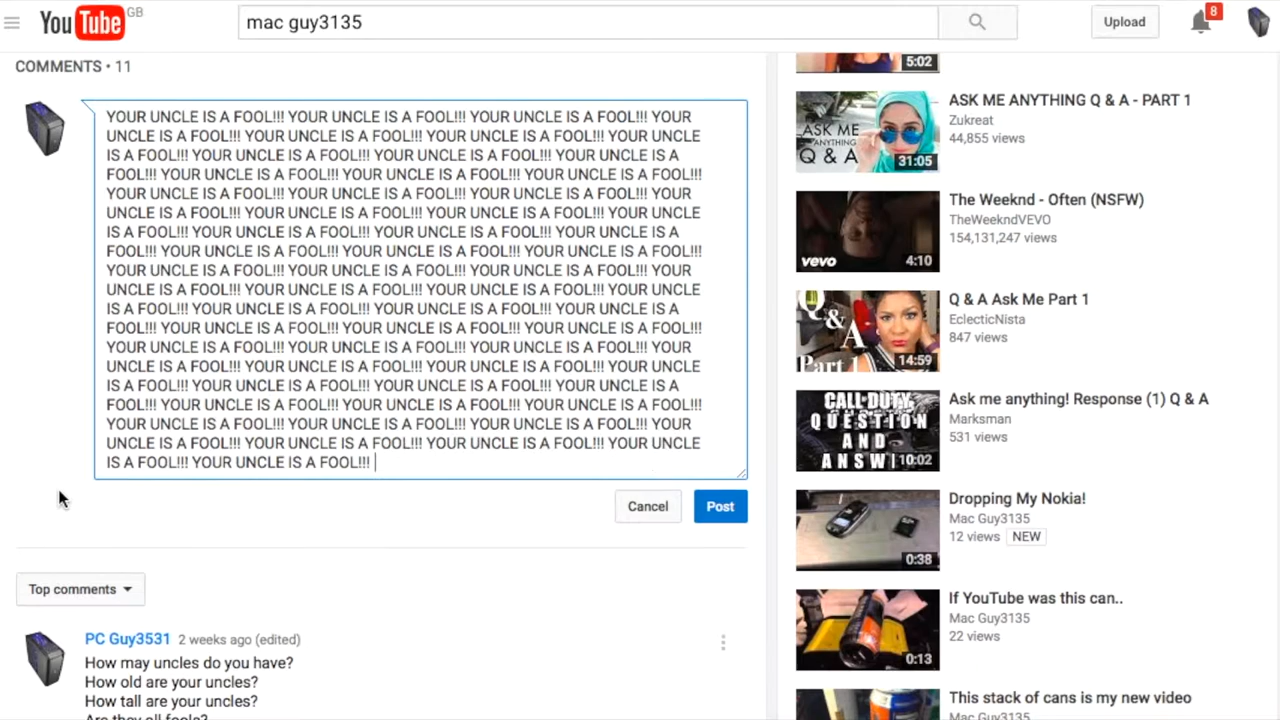 YouTube GB
mac guy3135
Upload
8
COMMENTS • 11
YOUR UNCLE IS A FOOL!!! YOUR UNCLE IS A FOOL!!! YOUR UNCLE IS A FOOL!!! YOUR
UNCLE IS A FOOL!!! YOUR UNCLE IS A FOOL!!! YOUR UNCLE IS A FOOL!!! YOUR UNCLE
IS A FOOL!!! YOUR UNCLE IS A FOOL!!! YOUR UNCLE IS A FOOL!!! YOUR UNCLE IS A
FOOL!!! YOUR UNCLE IS A FOOL!!! YOUR UNCLE IS A FOOL!!! YOUR UNCLE IS A FOOL!!!
YOUR UNCLE IS A FOOL!!! YOUR UNCLE IS A FOOL!!! YOUR UNCLE IS A FOOL!!! YOUR
UNCLE IS A FOOL!!! YOUR UNCLE IS A FOOL!!! YOUR UNCLE IS A FOOL!!! YOUR UNCLE
IS A FOOL!!! YOUR UNCLE IS A FOOL!!! YOUR UNCLE IS A FOOL!!! YOUR UNCLE IS A
FOOL!!! YOUR UNCLE IS A FOOL!!! YOUR UNCLE IS A FOOL!!! YOUR UNCLE IS A FOOL!!!
YOUR UNCLE IS A FOOL!!! YOUR UNCLE IS A FOOL!!! YOUR UNCLE IS A FOOL!!! YOUR
UNCLE IS A FOOL!!! YOUR UNCLE IS A FOOL!!! YOUR UNCLE IS A FOOL!!! YOUR UNCLE
IS A FOOL!!! YOUR UNCLE IS A FOOL!!! YOUR UNCLE IS A FOOL!!! YOUR UNCLE IS A
FOOL!!! YOUR UNCLE IS A FOOL!!! YOUR UNCLE IS A FOOL!!! YOUR UNCLE IS A FOOL!!!
YOUR UNCLE IS A FOOL!!! YOUR UNCLE IS A FOOL!!! YOUR UNCLE IS A FOOL!!! YOUR
UNCLE IS A FOOL!!! YOUR UNCLE IS A FOOL!!! YOUR UNCLE IS A FOOL!!! YOUR UNCLE
IS A FOOL!!! YOUR UNCLE IS A FOOL!!! YOUR UNCLE IS A FOOL!!! YOUR UNCLE IS A
FOOL!!! YOUR UNCLE IS A FOOL!!! YOUR UNCLE IS A FOOL!!! YOUR UNCLE IS A FOOL!!!
YOUR UNCLE IS A FOOL!!! YOUR UNCLE IS A FOOL!!! YOUR UNCLE IS A FOOL!!! YOUR
UNCLE IS A FOOL!!! YOUR UNCLE IS A FOOL!!! YOUR UNCLE IS A FOOL!!! YOUR UNCLE
IS A FOOL!!! YOUR UNCLE IS A FOOL!!!
Cancel
Post
Top comments
PC Guy3531 2 weeks ago (edited)
How may uncles do you have?
How old are your uncles?
How tall are your uncles?
Are they all fools?
5:02
ASK ME
ANYTHING
Q & A
31:05
ASK ME ANYTHING Q & A - PART 1
Zukreat
44,855 views
vevo
4:10
The Weeknd - Often (NSFW)
TheWeekndVEVO
154,131,247 views
Q
&
A
Part 1
14:59
Q & A Ask Me Part 1
EclecticNista
847 views
CALL DUTY
QUESTION
AND
ANSW
10:02
Ask me anything! Response (1) Q & A
Marksman
531 views
0:38
Dropping My Nokia!
Mac Guy3135
12 views NEW
0:13
If YouTube was this can..
Mac Guy3135
22 views
This stack of cans is my new video
Mac Guy3135